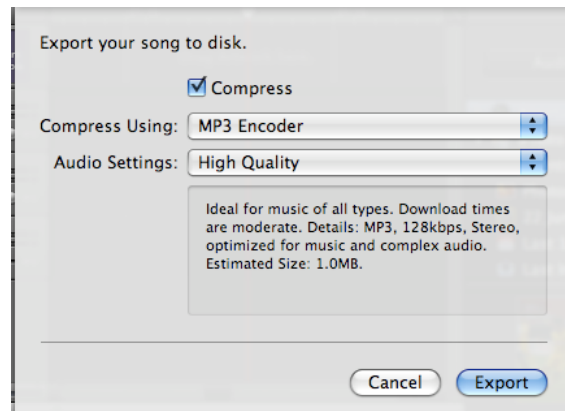 Export your song to disk.
Compress
Compress Using: MP3 Encoder
Audio Settings: High Quality
Ideal for music of all types. Download times
are moderate. Details: MP3, 128kbps, Stereo,
optimized for music and complex audio.
Estimated Size: 1.0MB.
Cancel Export